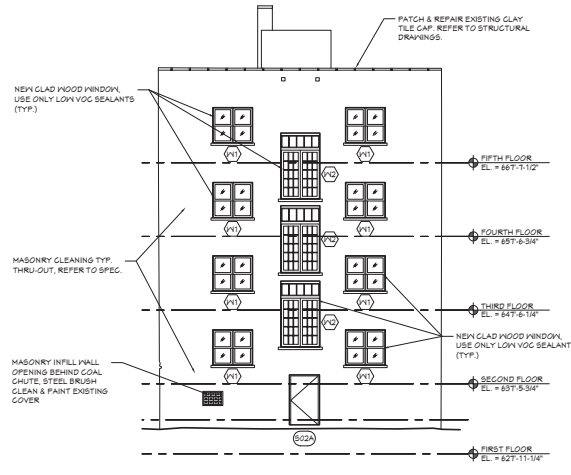 PATCH & REPAIR EXISTING CLAY
TILE CAP. REFER TO STRUCTURAL
DRAWINGS.
NEW CLAD WOOD WINDOW,
USE ONLY LOW VOC SEALANTS
(TYP.)
W1
W1
W2
FIFTH FLOOR
EL. = 667'-7-1/2"
W1
W1
W2
FOURTH FLOOR
EL. = 657'-6-3/4"
MASONRY CLEANING TYP.
THRU-OUT, REFER TO SPEC.
W1
W1
W2
THIRD FLOOR
EL. = 647'-6-1/4"
NEW CLAD WOOD WINDOW,
USE ONLY LOW VOC SEALANT
(TYP.)
MASONRY INFILL WALL
OPENING BEHIND COAL
CHUTE, STEEL BRUSH
CLEAN & PAINT EXISTING
COVER
W1
W1
SECOND FLOOR
EL. = 637'-5-3/4"
S02A
FIRST FLOOR
EL. = 627'-11-1/4"